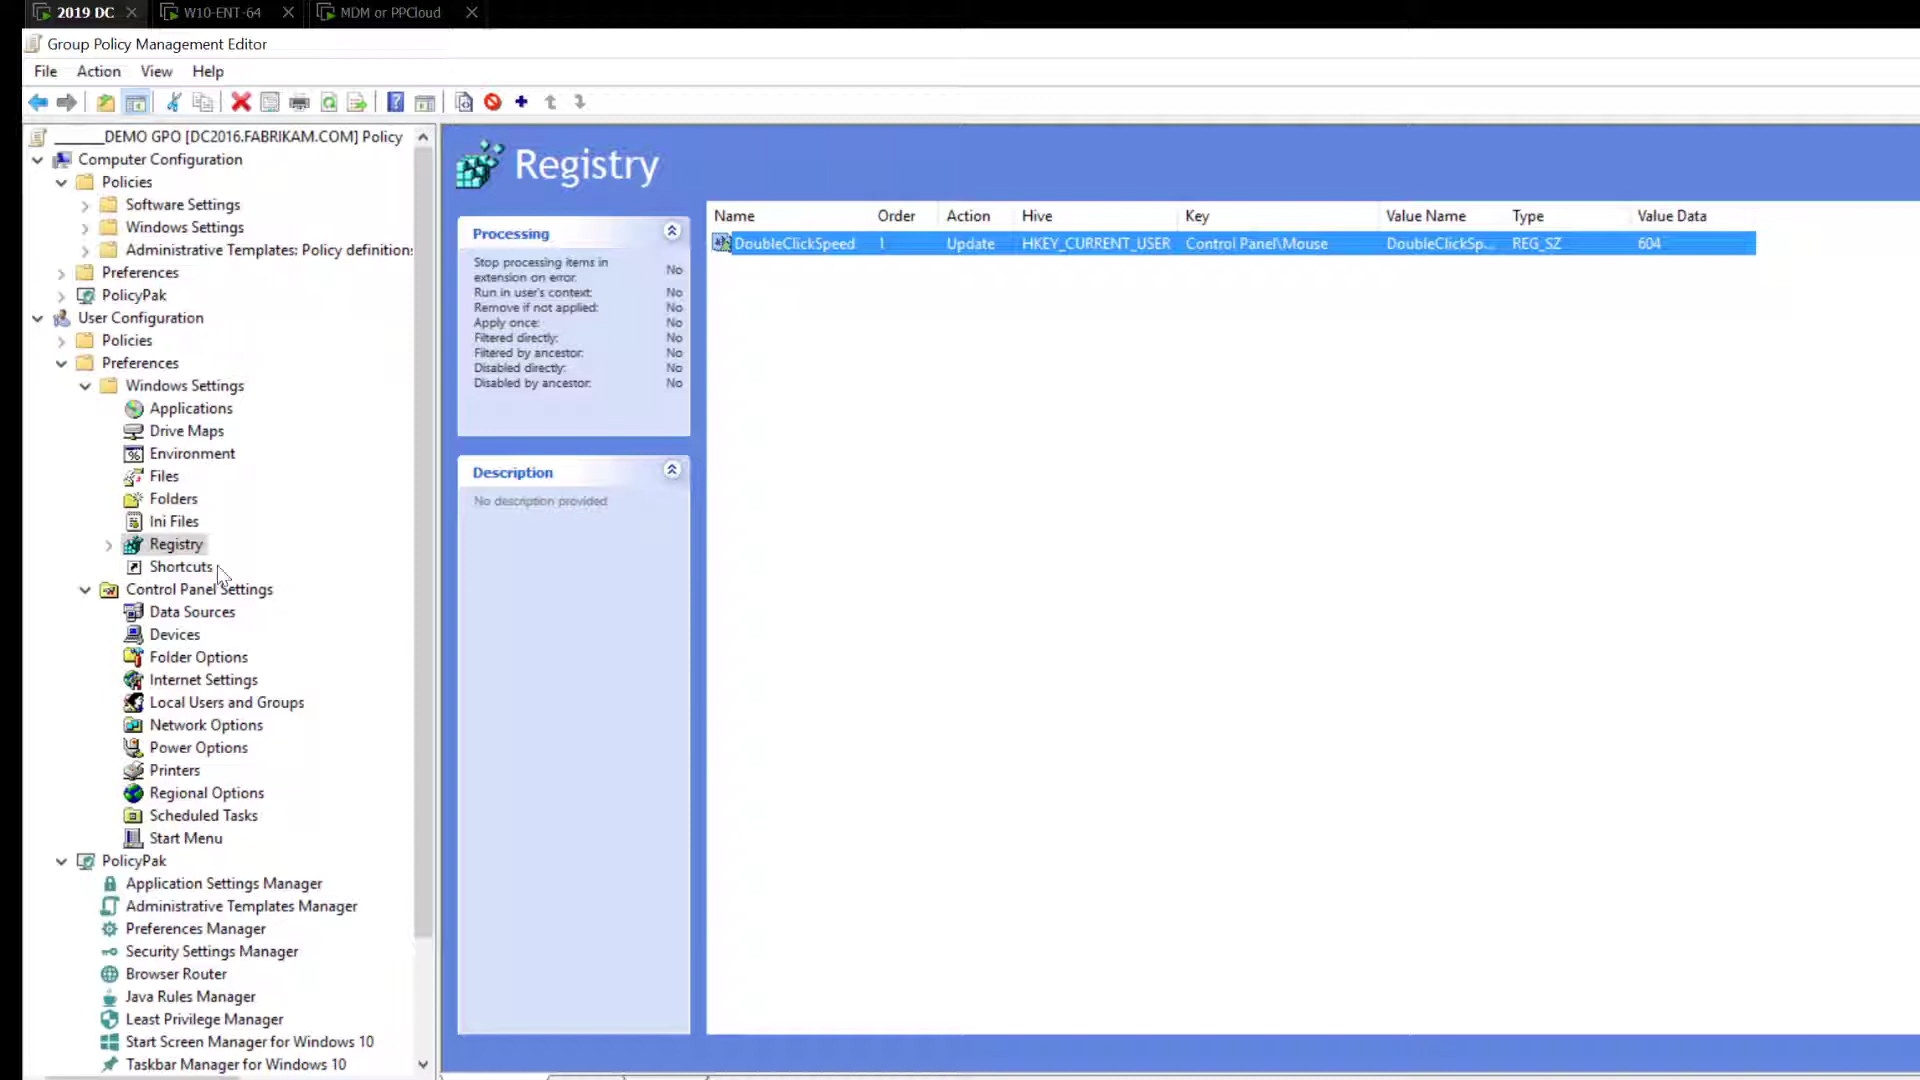 2019 DC
W10-ENT-64
MDM or PPCloud
Group Policy Management Editor
File Action View Help
______DEMO GPO [DC2016.FABRIKAM.COM] Policy
Computer Configuration
Policies
Software Settings
Windows Settings
Administrative Templates: Policy definition:
Preferences
PolicyPak
User Configuration
Policies
Preferences
Windows Settings
Applications
Drive Maps
Environment
Files
Folders
Ini Files
Registry
Shortcuts
Control Panel Settings
Data Sources
Devices
Folder Options
Internet Settings
Local Users and Groups
Network Options
Power Options
Printers
Regional Options
Scheduled Tasks
Start Menu
PolicyPak
Application Settings Manager
Administrative Templates Manager
Preferences Manager
Security Settings Manager
Browser Router
Java Rules Manager
Least Privilege Manager
Start Screen Manager for Windows 10
Taskbar Manager for Windows 10
Registry
Processing
Stop processing items in
extension on error: No
Run in user's context: No
Remove if not applied: No
Apply once: No
Filtered directly: No
Filtered by ancestor: No
Disabled directly: No
Disabled by ancestor: No
Description
No description provided
Name Order Action Hive Key Value Name Type Value Data
DoubleClickSpeed 1 Update HKEY_CURRENT_USER Control Panel\Mouse DoubleClickSp... REG_SZ 604